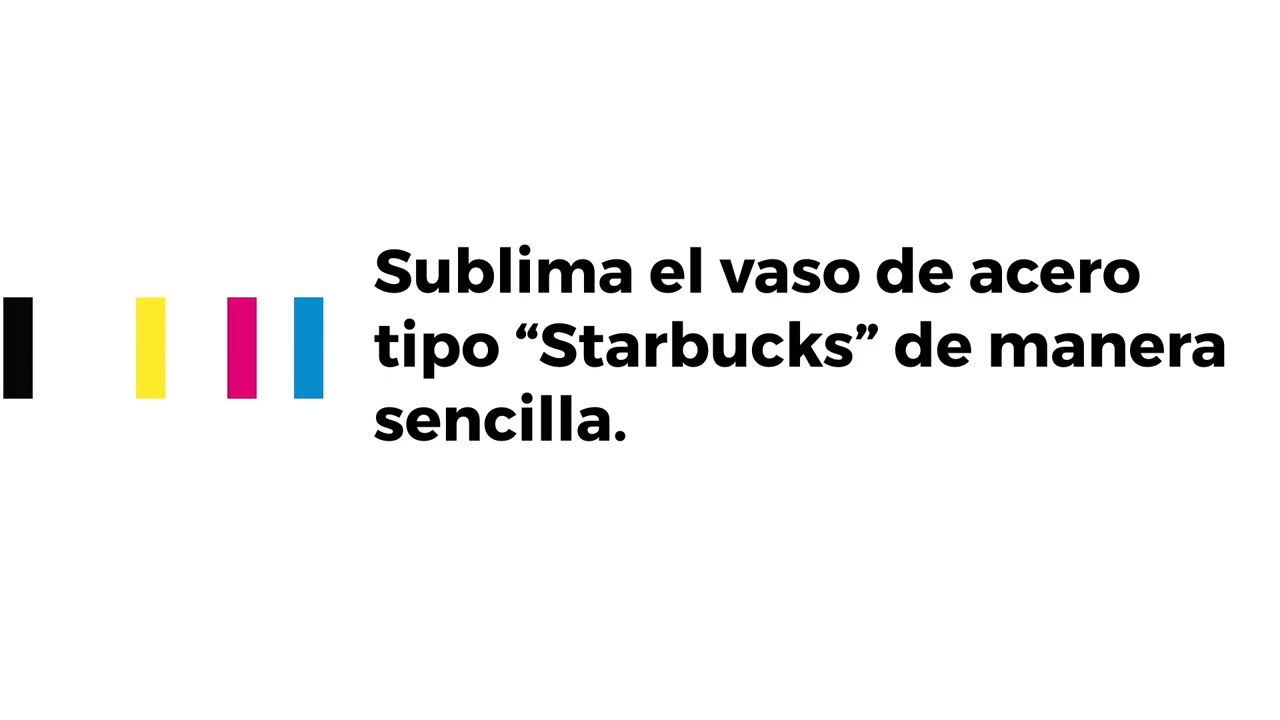 Sublima el vaso de acero
tipo “Starbucks” de manera
sencilla.